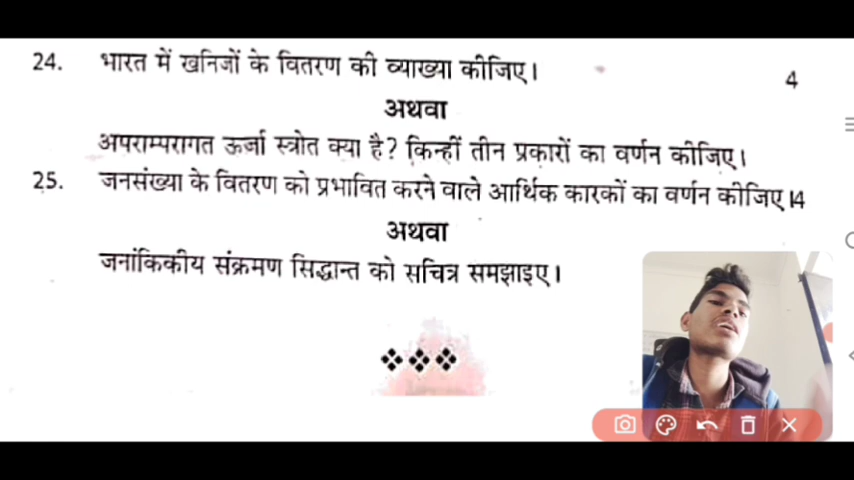 24. भारत में खनिजों के वितरण की व्याख्या कीजिए। 4
अथवा
अपराम्परागत ऊर्जा स्त्रोत क्या है? किन्हीं तीन प्रकारों का वर्णन कीजिए।
25. जनसंख्या के वितरण को प्रभावित करने वाले आर्थिक कारकों का वर्णन कीजिए।4
अथवा
जनांकिकीय संक्रमण सिद्धान्त को सचित्र समझाइए।